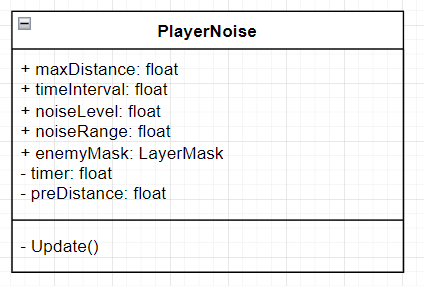 PlayerNoise
+ maxDistance: float
+ timeInterval: float
+ noiseLevel: float
+ noiseRange: float
+ enemyMask: LayerMask
- timer: float
- preDistance: float
- Update()